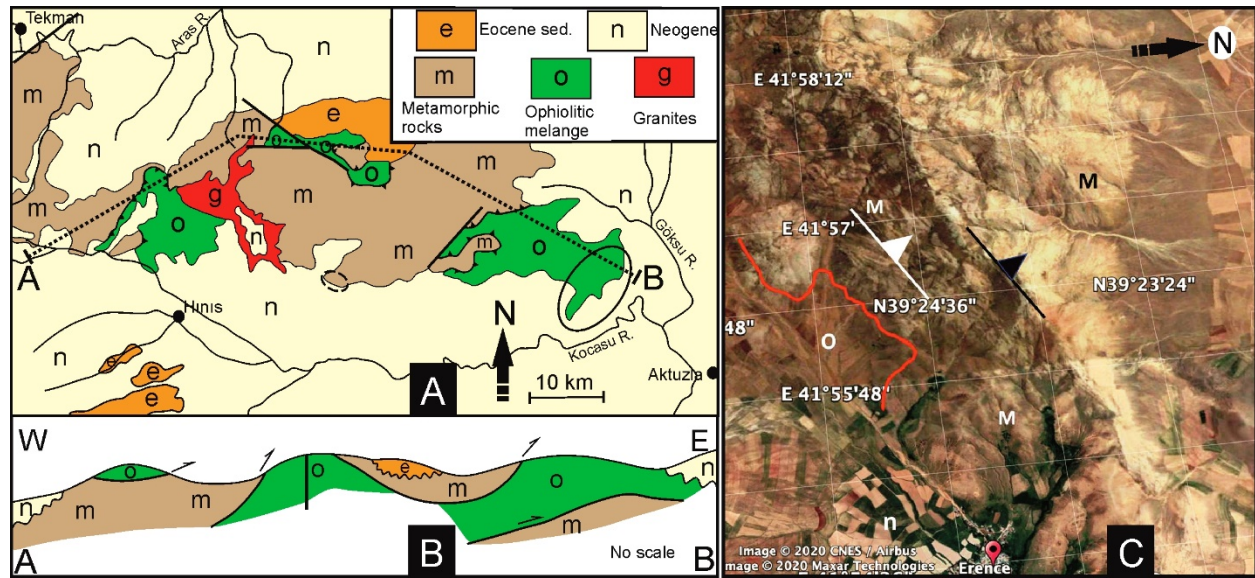 Tekman
Aras R.
e
Eocene sed.
n
Neogene
m
Metamorphic
rocks
o
Ophiolitic
melange
g
Granites
n
m
n
m
e
o
o
o
m
n
m
g
o
n
m
m
m
o
n
Göksu R.
A
B
Hınıs
n
n
e
e
e
N
10 km
Kocasu R.
Aktuzla
A
W
E
o
o
e
n
n
m
m
m
o
m
A
B
No scale
B
N
E 41°58'12"
M
M
E 41°57'
N39°24'36"
N39°23'24"
48"
O
E 41°55'48"
M
n
Image © 2020 CNES / Airbus
mage © 2020 Maxar Technologies
Erence
C